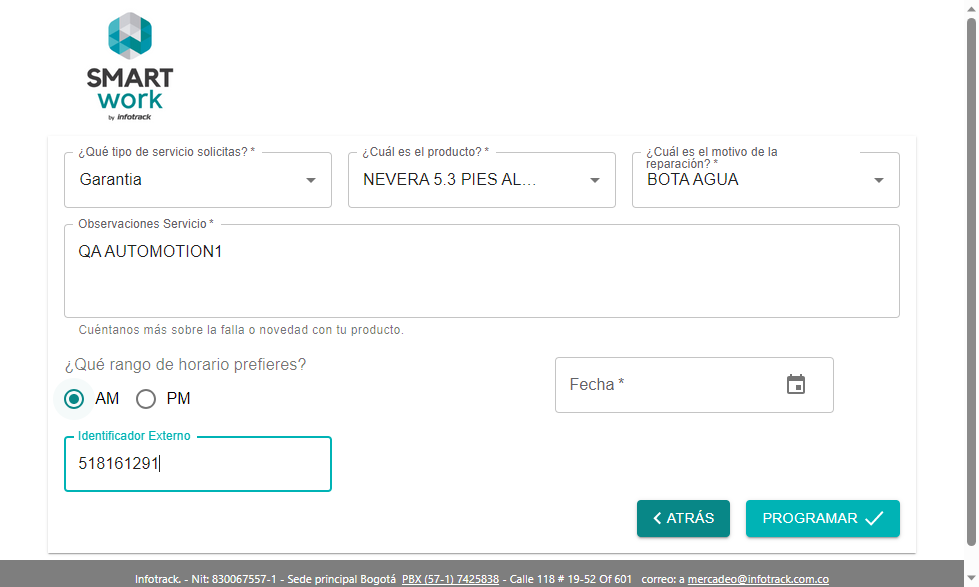 SMART
work
by infotrack
¿Qué tipo de servicio solicitas? *
Garantia
¿Cuál es el producto? *
NEVERA 5.3 PIES AL...
¿Cuál es el motivo de la
reparación? *
BOTA AGUA
Observaciones Servicio *
QA AUTOMOTION1
Cuéntanos más sobre la falla o novedad con tu producto.
¿Qué rango de horario prefieres?
AM
PM
Fecha *
Identificador Externo
518161291
ATRÁS
PROGRAMAR
Infotrack. - Nit: 830067557-1 - Sede principal Bogotá PBX (57-1) 7425838 - Calle 118 # 19-52 Of 601 correo: a mercadeo@infotrack.com.co